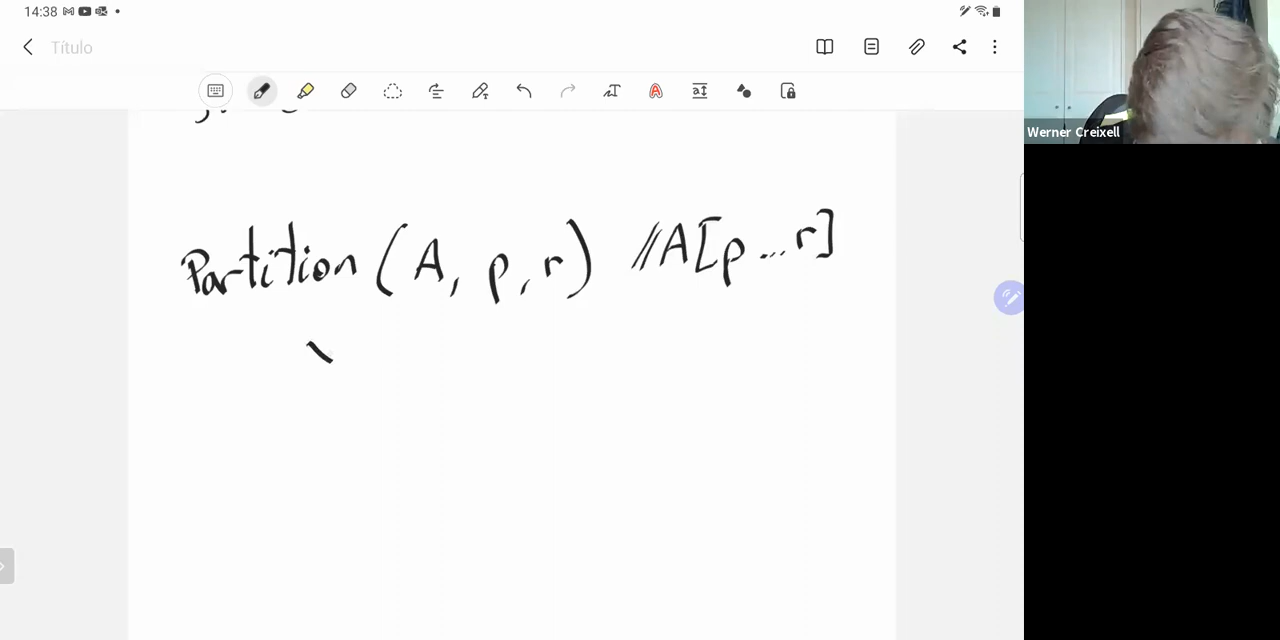 14:38
Título
Werner Creixell
Partition (A, p, r) //A[p...r]